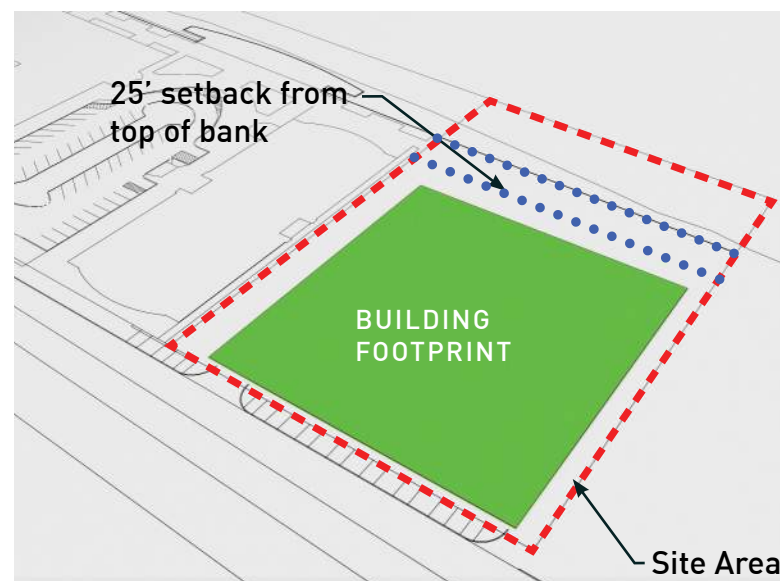 25' setback from
top of bank
BUILDING
FOOTPRINT
Site Area